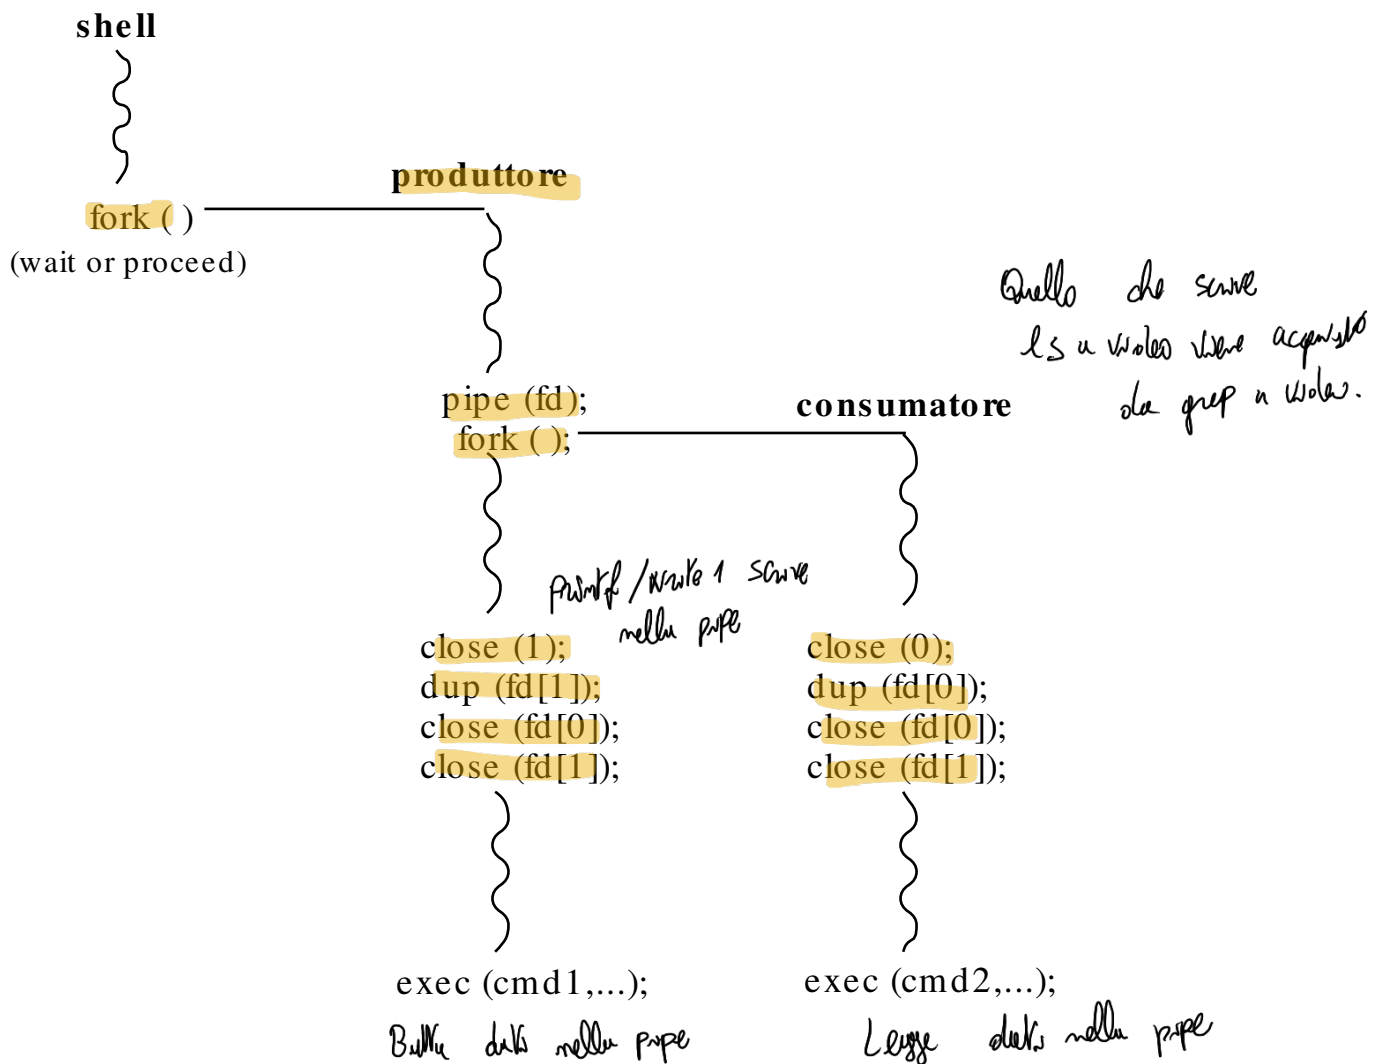 shell
produttore
fork ( )
(wait or proceed)
Quello che scrive
ls a video viene acquisito
da grep a video.
pipe (fd);
consumatore
fork ( );
printf /write 1 scrive
nella pipe
close (1);
close (0);
dup (fd[1]);
dup (fd[0]);
close (fd[0]);
close (fd[0]);
close (fd[1]);
close (fd[1]);
exec (cmd1,...);
exec (cmd2,...);
Butta dati nella pipe
Legge dati nella pipe